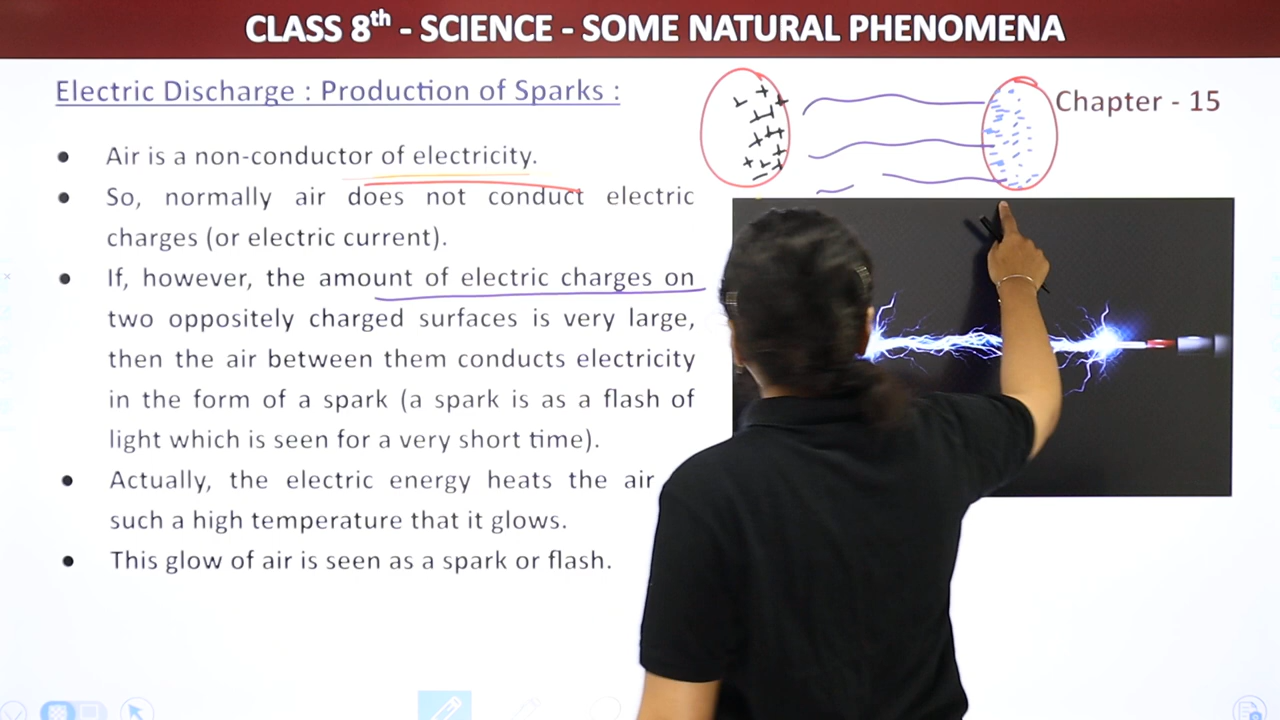 CLASS 8th - SCIENCE - SOME NATURAL PHENOMENA
Electric Discharge : Production of Sparks :
Chapter - 15
● Air is a non-conductor of electricity.
● So, normally air does not conduct electric
charges (or electric current).
● If, however, the amount of electric charges on
two oppositely charged surfaces is very large,
then the air between them conducts electricity
in the form of a spark (a spark is as a flash of
light which is seen for a very short time).
● Actually, the electric energy heats the air
such a high temperature that it glows.
● This glow of air is seen as a spark or flash.